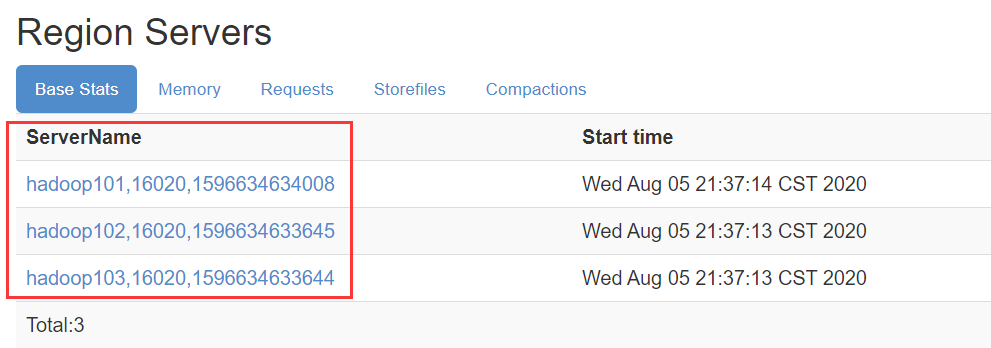 Region Servers
Base Stats Memory Requests Storefiles Compactions
ServerName Start time
hadoop101,16020,1596634634008 Wed Aug 05 21:37:14 CST 2020
hadoop102,16020,1596634633645 Wed Aug 05 21:37:13 CST 2020
hadoop103,16020,1596634633644 Wed Aug 05 21:37:13 CST 2020
Total:3